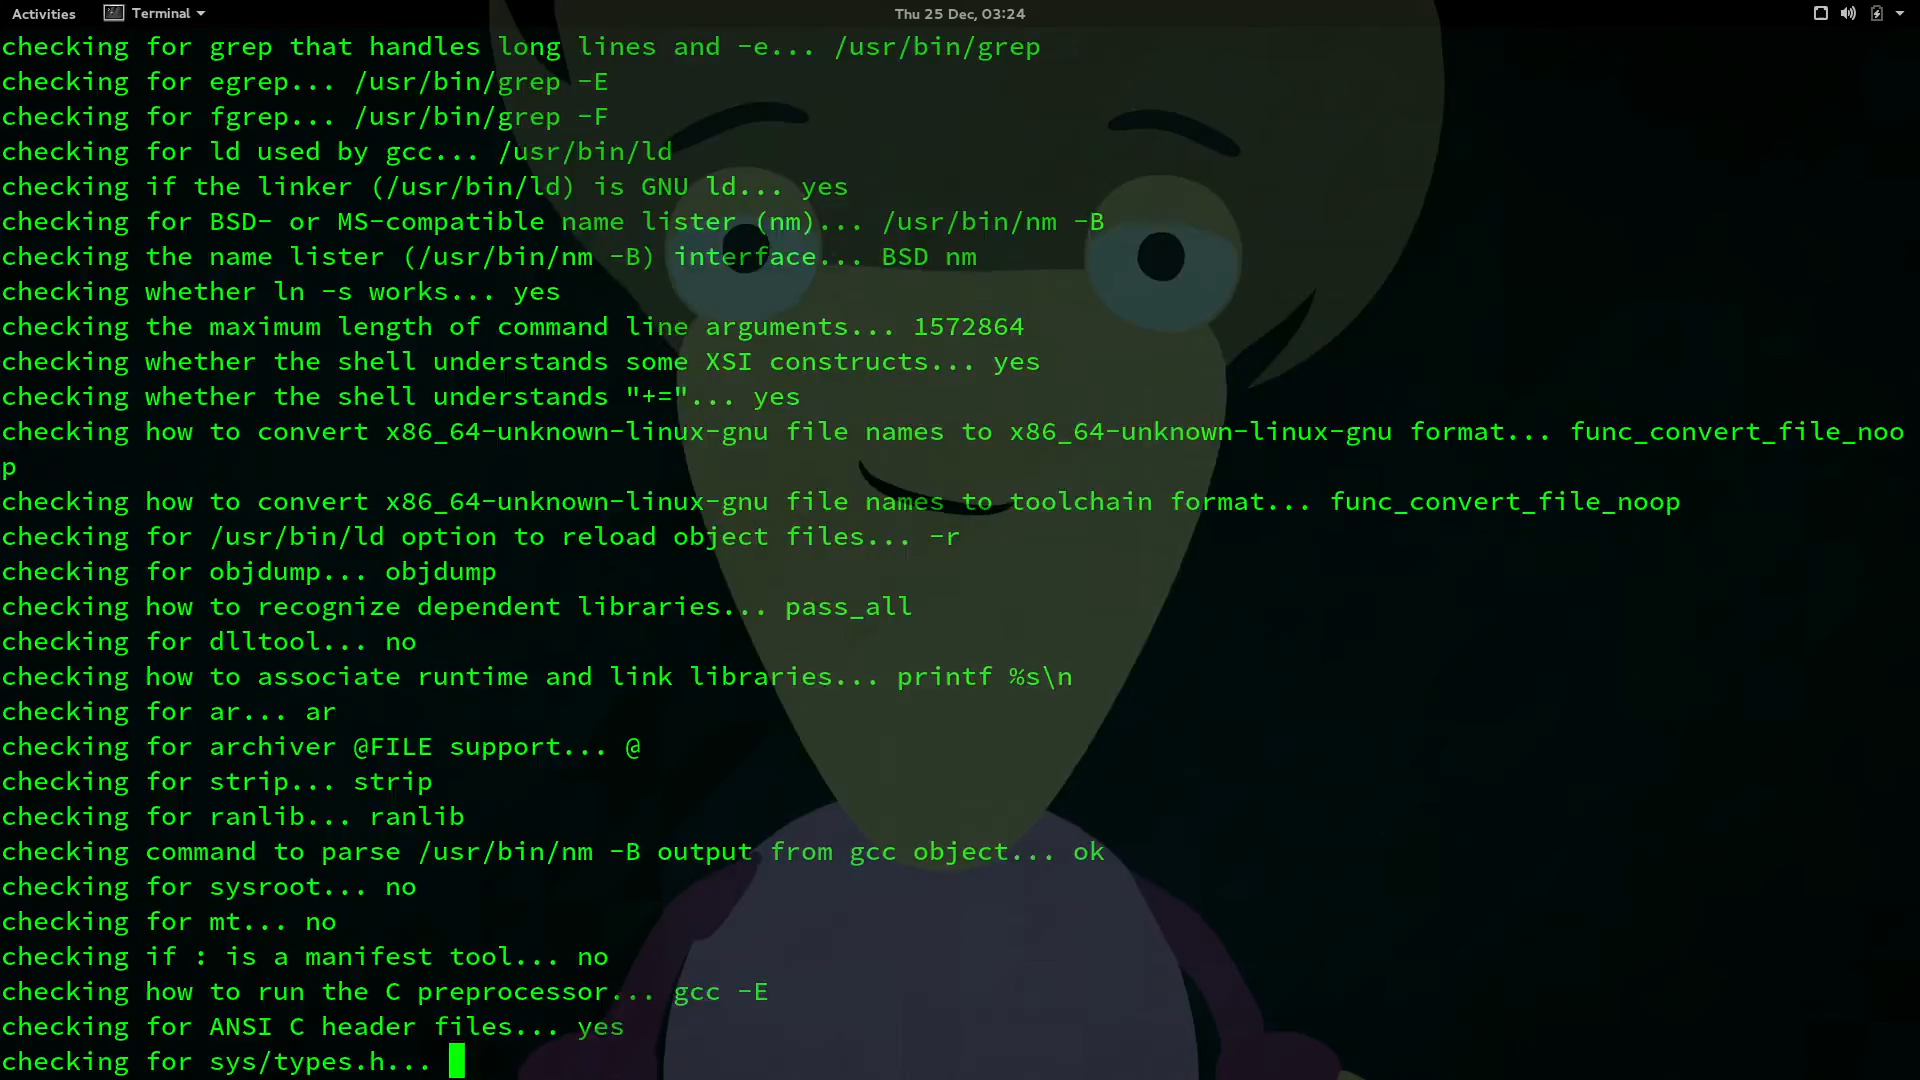 Activities Terminal Thu 25 Dec, 03:24
checking for grep that handles long lines and -e... /usr/bin/grep
checking for egrep... /usr/bin/grep -E
checking for fgrep... /usr/bin/grep -F
checking for ld used by gcc... /usr/bin/ld
checking if the linker (/usr/bin/ld) is GNU ld... yes
checking for BSD- or MS-compatible name lister (nm)... /usr/bin/nm -B
checking the name lister (/usr/bin/nm -B) interface... BSD nm
checking whether ln -s works... yes
checking the maximum length of command line arguments... 1572864
checking whether the shell understands some XSI constructs... yes
checking whether the shell understands "+="... yes
checking how to convert x86_64-unknown-linux-gnu file names to x86_64-unknown-linux-gnu format... func_convert_file_noo
p
checking how to convert x86_64-unknown-linux-gnu file names to toolchain format... func_convert_file_noop
checking for /usr/bin/ld option to reload object files... -r
checking for objdump... objdump
checking how to recognize dependent libraries... pass_all
checking for dlltool... no
checking how to associate runtime and link libraries... printf %s\n
checking for ar... ar
checking for archiver @FILE support... @
checking for strip... strip
checking for ranlib... ranlib
checking command to parse /usr/bin/nm -B output from gcc object... ok
checking for sysroot... no
checking for mt... no
checking if : is a manifest tool... no
checking how to run the C preprocessor... gcc -E
checking for ANSI C header files... yes
checking for sys/types.h...